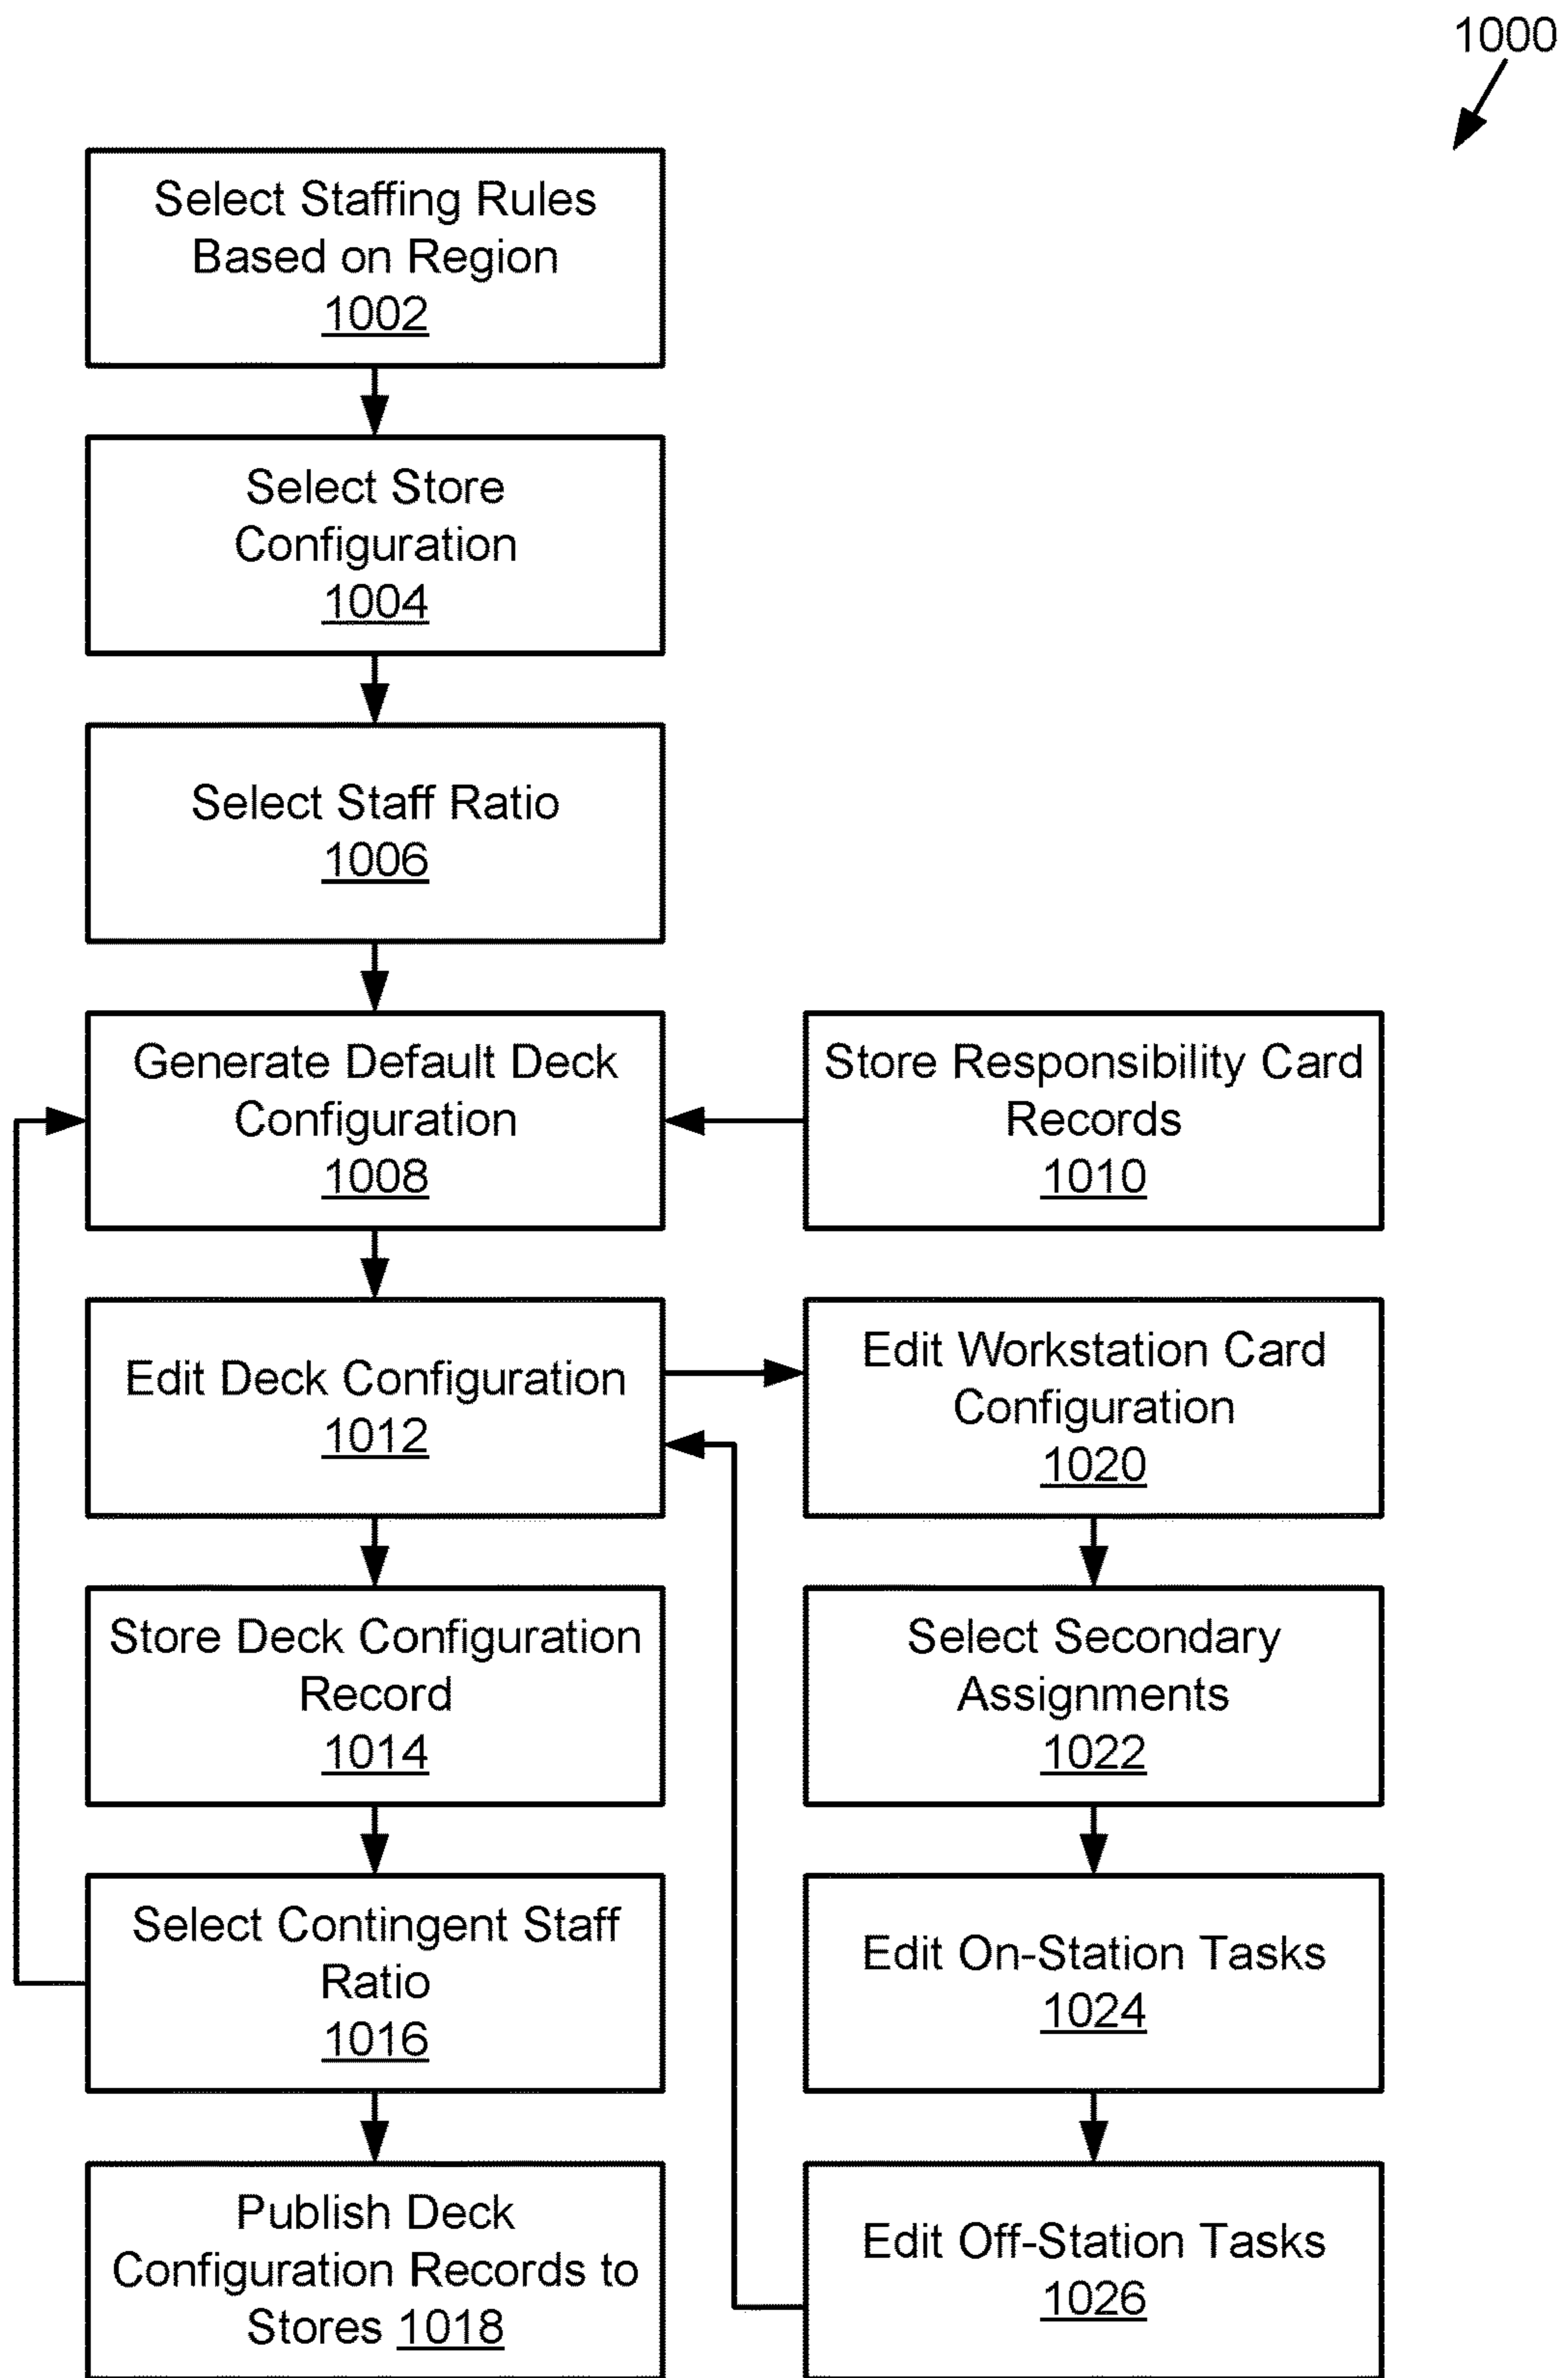 1000
Select Staffing Rules
Based on Region
1002
Select Store
Configuration
1004
Select Staff Ratio
1006
Generate Default Deck
Configuration
1008
Store Responsibility Card
Records
1010
Edit Deck Configuration
1012
Edit Workstation Card
Configuration
1020
Store Deck Configuration
Record
1014
Select Secondary
Assignments
1022
Select Contingent Staff
Ratio
1016
Edit On-Station Tasks
1024
Publish Deck
Configuration Records to
Stores 1018
Edit Off-Station Tasks
1026